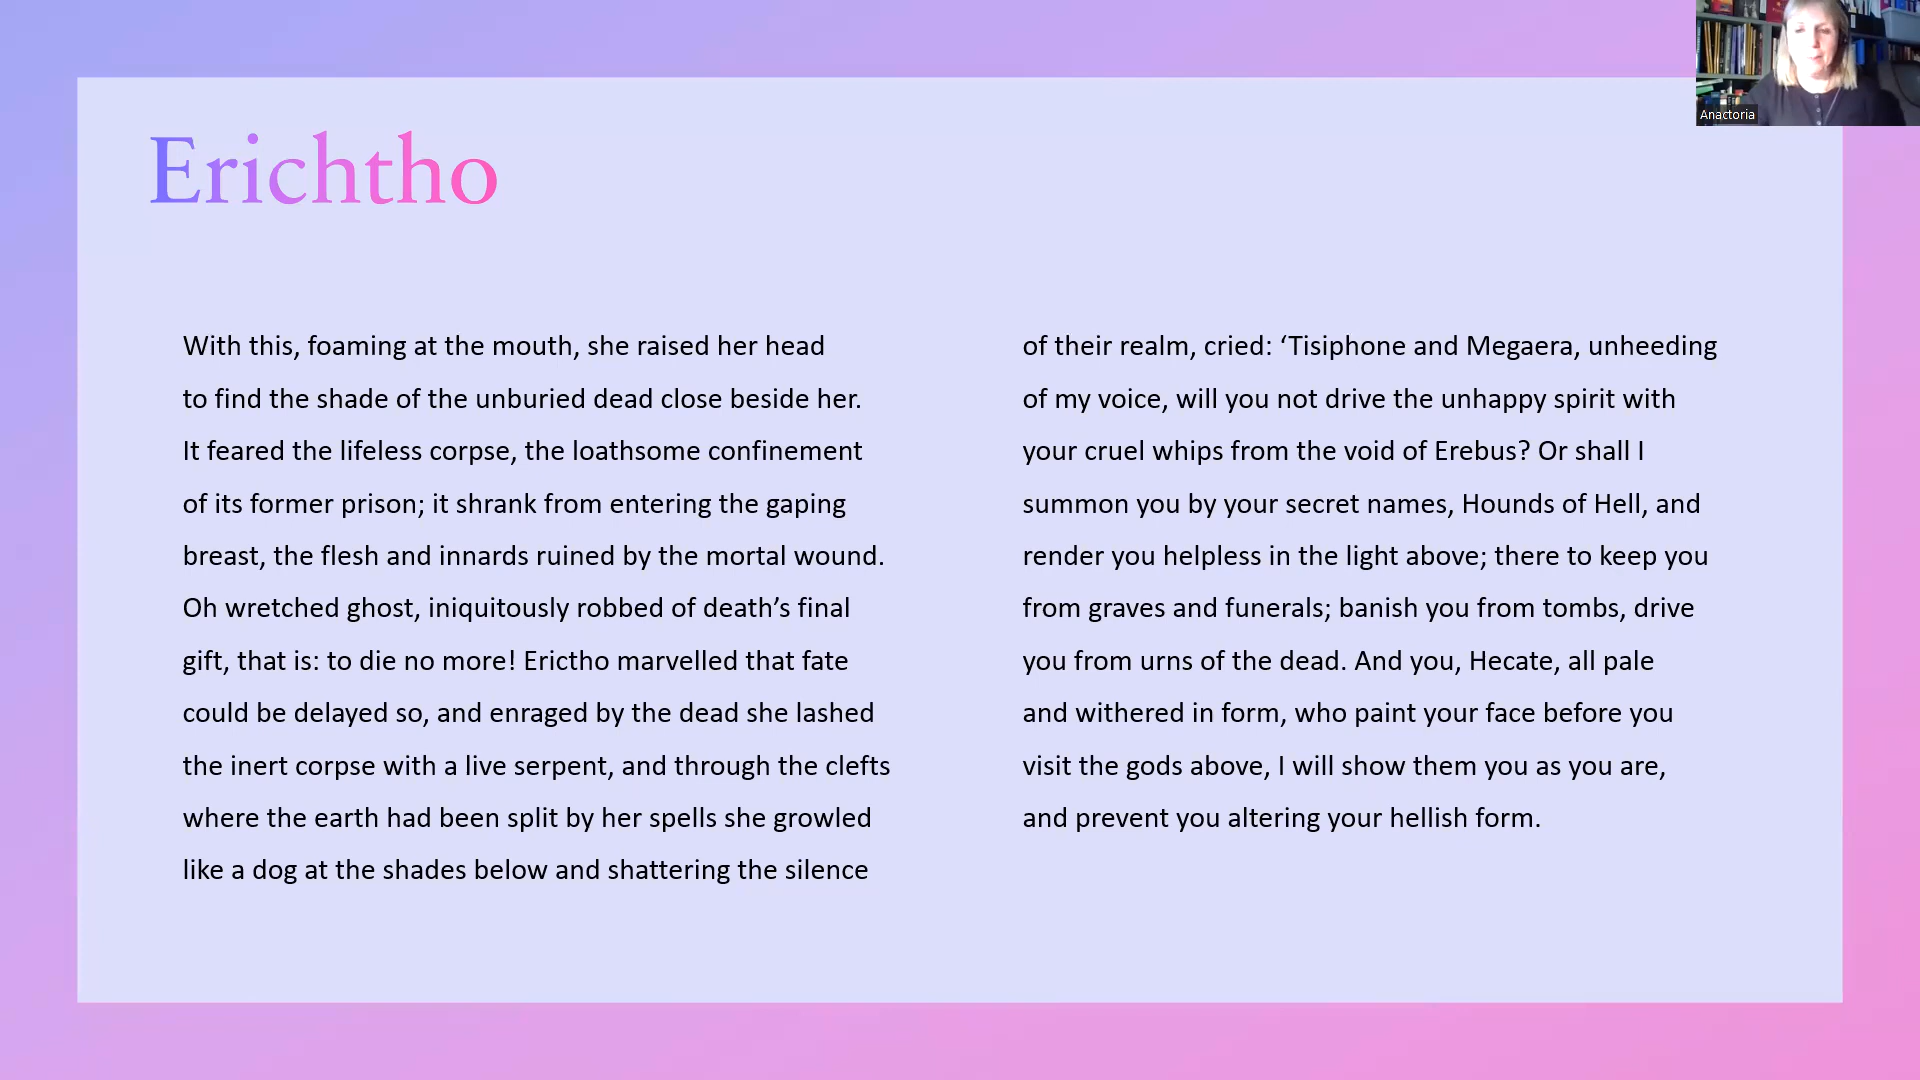 Erichtho
With this, foaming at the mouth, she raised her head
to find the shade of the unburied dead close beside her.
It feared the lifeless corpse, the loathsome confinement
of its former prison; it shrank from entering the gaping
breast, the flesh and innards ruined by the mortal wound.
Oh wretched ghost, iniquitously robbed of death’s final
gift, that is: to die no more! Erictho marvelled that fate
could be delayed so, and enraged by the dead she lashed
the inert corpse with a live serpent, and through the clefts
where the earth had been split by her spells she growled
like a dog at the shades below and shattering the silence
of their realm, cried: ‘Tisiphone and Megaera, unheeding
of my voice, will you not drive the unhappy spirit with
your cruel whips from the void of Erebus? Or shall I
summon you by your secret names, Hounds of Hell, and
render you helpless in the light above; there to keep you
from graves and funerals; banish you from tombs, drive
you from urns of the dead. And you, Hecate, all pale
and withered in form, who paint your face before you
visit the gods above, I will show them you as you are,
and prevent you altering your hellish form.
Anactoria